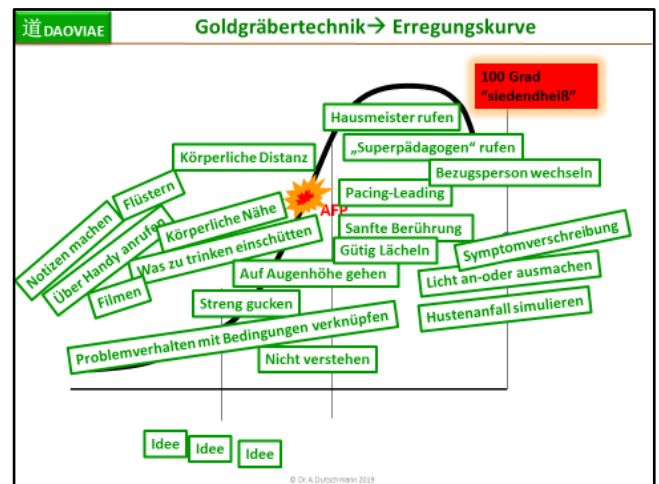 道 DAOVIAE
Goldgräbertechnik→ Erregungskurve
100 Grad
"siedendheiß"
Hausmeister rufen
„Superpädagogen“ rufen
Körperliche Distanz
Bezugsperson wechseln
Flüstern
Pacing-Leading
AFP
Notizen machen
Über Handy anrufen
Körperliche Nähe
Sanfte Berührung
Gütig Lächeln
Symptomverschreibung
Was zu trinken einschütten
Filmen
Auf Augenhöhe gehen
Licht an-oder ausmachen
Streng gucken
Hustenanfall simulieren
Problemverhalten mit Bedingungen verknüpfen
Nicht verstehen
Idee
Idee
Idee
© Dr. A. Dutschmann 2019